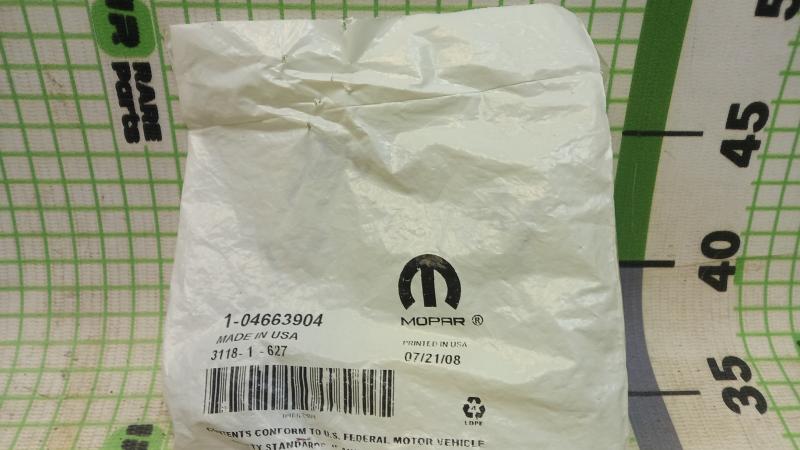 RARE
Parts
45
40
35
MOPAR ®
1-04663904
MADE IN USA
3118-1-627
PRINTED IN USA
07/21/08
4
LDPE
CONTENTS CONFORM TO U.S. FEDERAL MOTOR VEHICLE